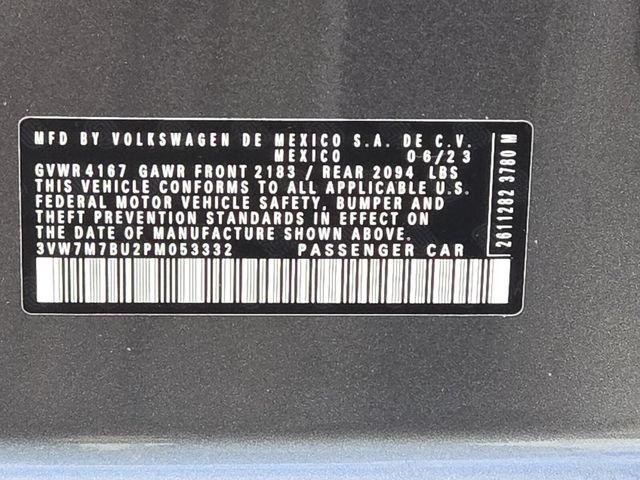 MFD BY VOLKSWAGEN DE MEXICO S.A. DE C.V.
MEXICO 06/23
GVWR 4167 GAWR FRONT 2183 / REAR 2094 LBS
THIS VEHICLE CONFORMS TO ALL APPLICABLE U.S.
FEDERAL MOTOR VEHICLE SAFETY, BUMPER AND
THEFT PREVENTION STANDARDS IN EFFECT ON
THE DATE OF MANUFACTURE SHOWN ABOVE.
3VW7M7BU2PM053332 PASSENGER CAR
2611282 3780 M